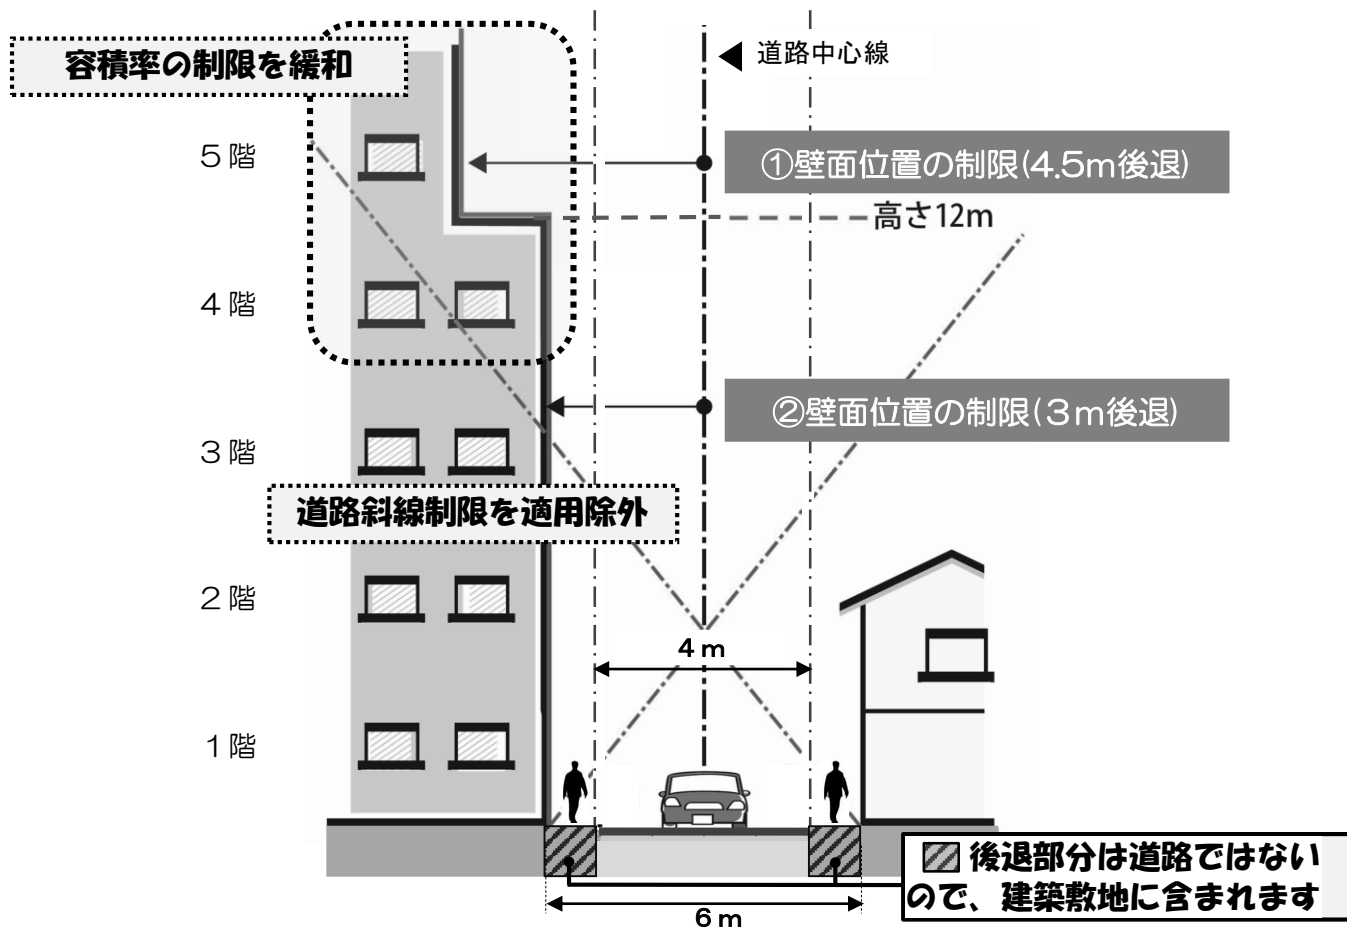 容積率の制限を緩和
道路中心線
5階
①壁面位置の制限(4.5m後退)
高さ12m
4階
②壁面位置の制限(3m後退)
3階
道路斜線制限を適用除外
2階
4m
1階
後退部分は道路ではない
ので、建築敷地に含まれます
6m